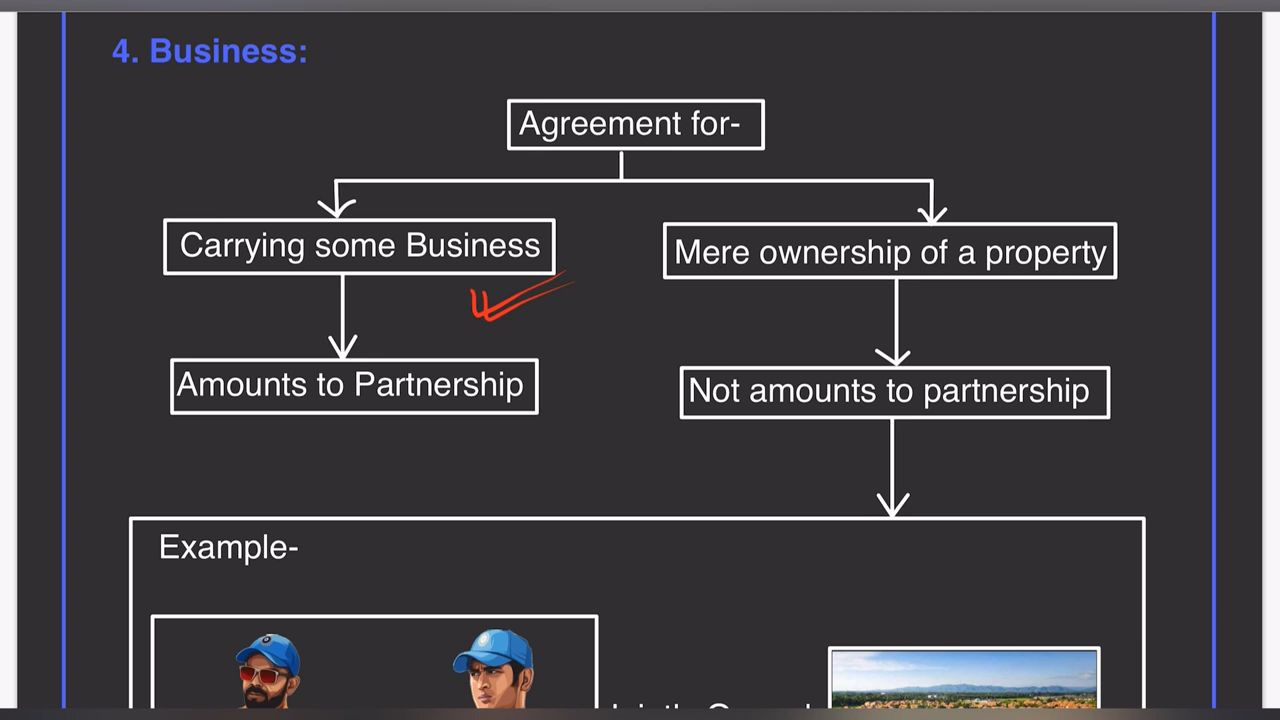 4. Business:
Agreement for-
Carrying some Business
Mere ownership of a property
Amounts to Partnership
Not amounts to partnership
Example-